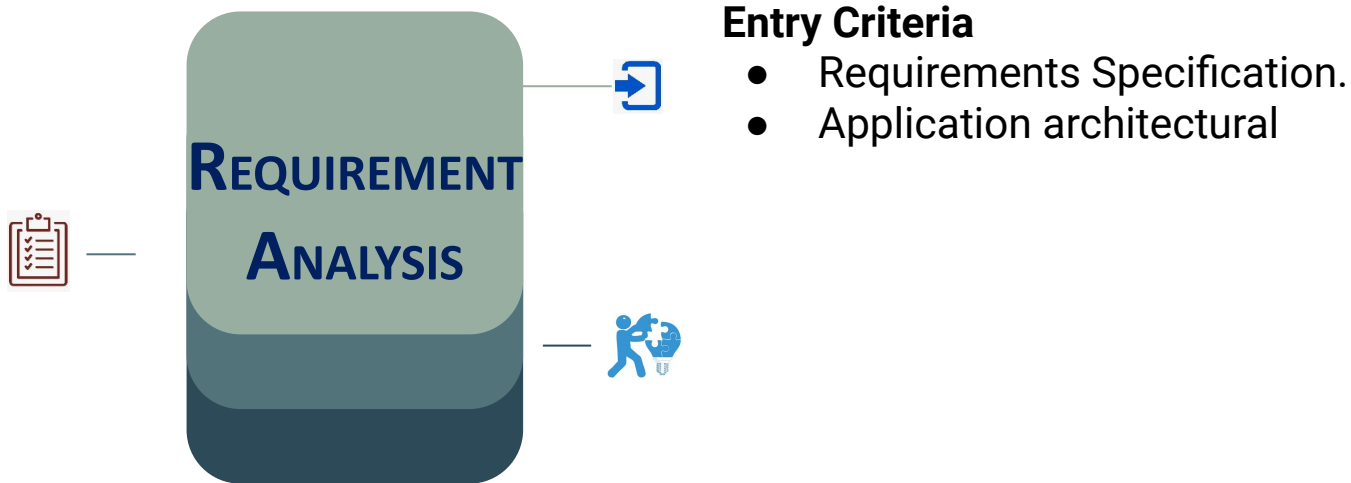 Entry Criteria
● Requirements Specification.
● Application architectural
REQUIREMENT
ANALYSIS